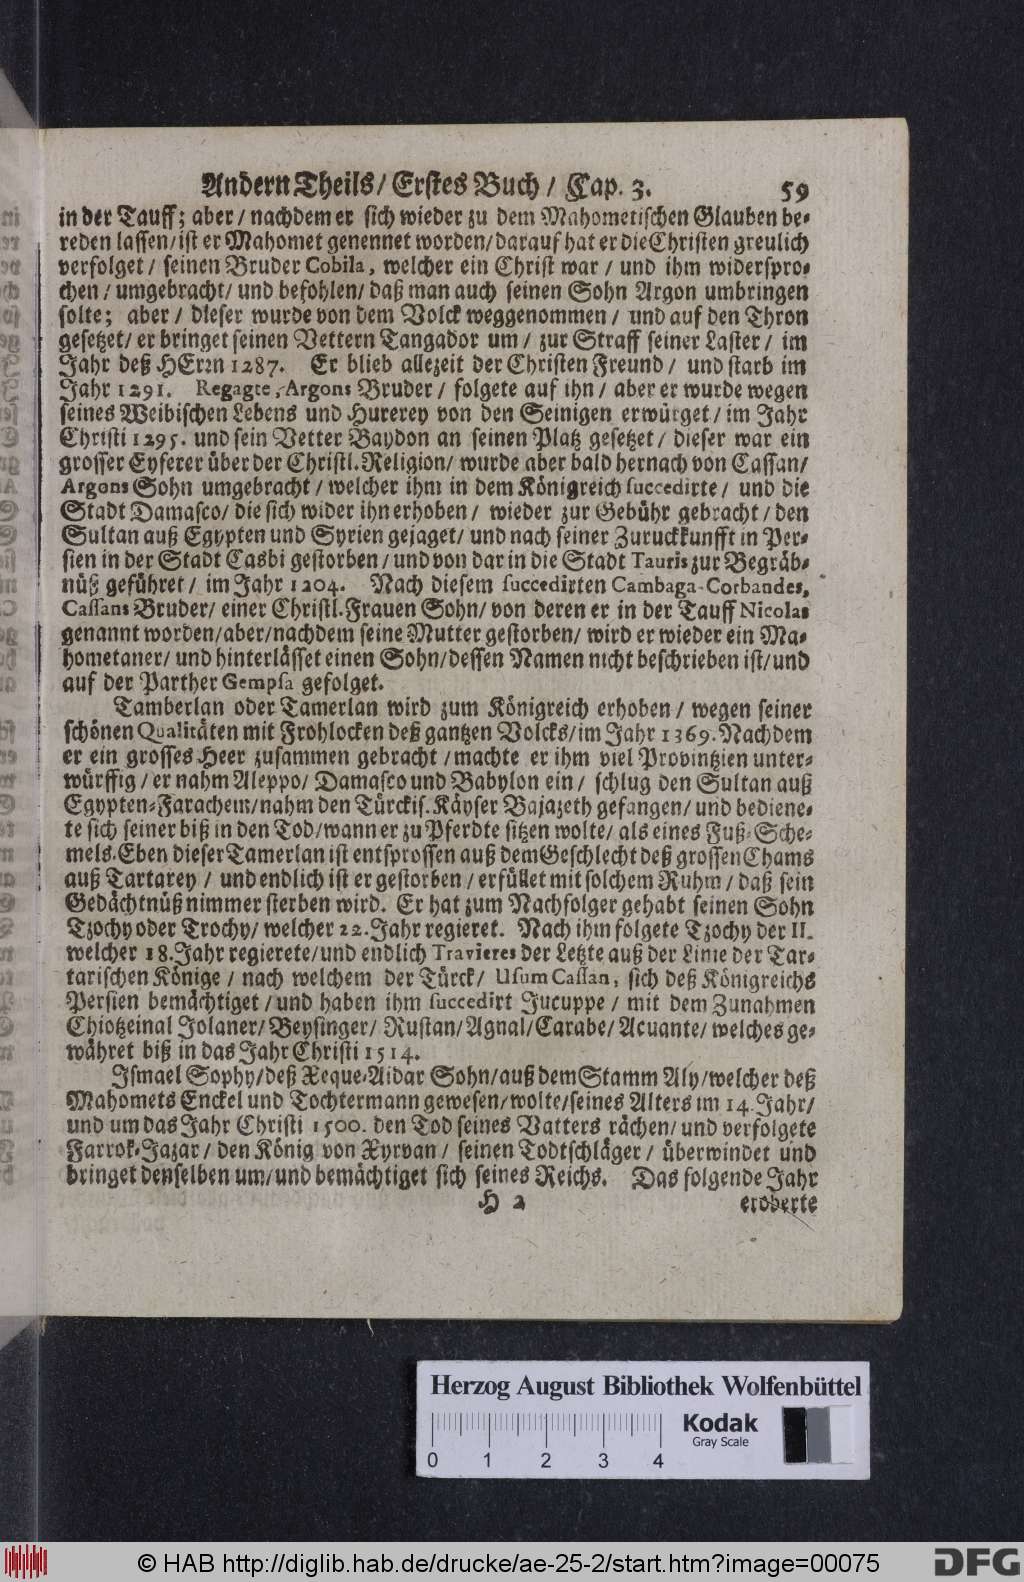 Andern Theils/ Erstes Buch/ Cap. 3. 59
in der Tauff; aber/ nachdem er sich wieder zu dem Mahometischen Glauben be-
reden lassen/ ist er Mahomet genennet worden/ darauf hat er die Christen greulich
verfolget/ seinen Bruder Cobila, welcher ein Christ war/ und ihm widerspro-
chen/ umgebracht/ und befohlen/ daß man auch seinen Sohn Argon umbringen
solte; aber/ dieser wurde von dem Volck weggenommen/ und auf den Thron
gesetzet/ er bringet seinen Vettern Tangador um/ zur Straff seiner Laster/ im
Jahr deß HErrn 1287. Er blieb allezeit der Christen Freund/ und starb im
Jahr 1291. Regagte, Argons Bruder/ folgete auf ihn/ aber er wurde wegen
seines Weibischen Lebens und Hurerey von den Seinigen erwürget/ im Jahr
Christi 1295. und sein Vetter Baydon an seinen Platz gesetzet/ dieser war ein
grosser Eyferer über der Christl. Religion/ wurde aber bald hernach von Cassan/
Argons Sohn umgebracht/ welcher ihm in dem Königreich succedirte/ und die
Stadt Damasco/ die sich wider ihn erhoben/ wieder zur Gebühr gebracht/ den
Sultan auß Egypten und Syrien gejaget/ und nach seiner Zuruckkunfft in Per-
sien in der Stadt Casbi gestorben/ und von dar in die Stadt Tauris zur Begräb-
nüß geführet/ im Jahr 1204. Nach diesem succedirten Cambaga-Corbandes,
Cassans Bruder/ einer Christl. Frauen Sohn/ von deren er in der Tauff Nicolas
genannt worden/ aber/ nachdem seine Mutter gestorben/ wird er wieder ein Ma-
hometaner/ und hinterlässet einen Sohn/ dessen Namen nicht beschrieben ist/ und
auf der Parther Gempsa gefolget.
Tamberlan oder Tamerlan wird zum Königreich erhoben/ wegen seiner
schönen Qualitäten mit Frohlocken deß gantzen Volcks/ im Jahr 1369. Nachdem
er ein grosses Heer zusammen gebracht/ machte er ihm viel Provintzien unter-
würffig/ er nahm Aleppo/ Damasco und Babylon ein/ schlug den Sultan auß
Egypten-Farachem/ nahm den Türckis. Käyser Bajazeth gefangen/ und bediene-
te sich seiner biß in den Tod/ wann er zu Pferdte sitzen wolte/ als eines Fuß-Sche-
mels. Eben dieser Tamerlan ist entsprossen auß dem Geschlecht deß grossen Chams
auß Tartarey/ und endlich ist er gestorben/ erfüllet mit solchem Ruhm/ daß sein
Gedächtnüß nimmer sterben wird. Er hat zum Nachfolger gehabt seinen Sohn
Tzochy oder Trochy/ welcher 22. Jahr regieret. Nach ihm folgete Tzochy der II.
welcher 18. Jahr regierete/ und endlich Travieres der Letzte auß der Linie der Tar-
tarischen Könige/ nach welchem der Türck/ Usum Cassan, sich deß Königreichs
Persien bemächtiget/ und haben ihm succedirt Jucuppe/ mit dem Zunahmen
Chiotzeinal Jolaner/ Beysinger/ Rustan/ Agnal/ Carabe/ Acuante/ welches ge-
währet biß in das Jahr Christi 1514.
Ismael Sophy/ deß Xeque-Aidar Sohn/ auß dem Stamm Aly/ welcher deß
Mahomets Enckel und Tochtermann gewesen/ wolte/ seines Alters im 14. Jahr/
und um das Jahr Christi 1500. den Tod seines Vatters rächen/ und verfolgete
Farrok-Jazar/ den König von Xyrvan/ seinen Todtschläger/ überwindet und
bringet denselben um/ und bemächtiget sich seines Reichs. Das folgende Jahr
H 2 eroberte
Herzog August Bibliothek Wolfenbüttel
Kodak
Gray Scale
0 1 2 3 4
© HAB http://diglib.hab.de/drucke/ae-25-2/start.htm?image=00075
DFG